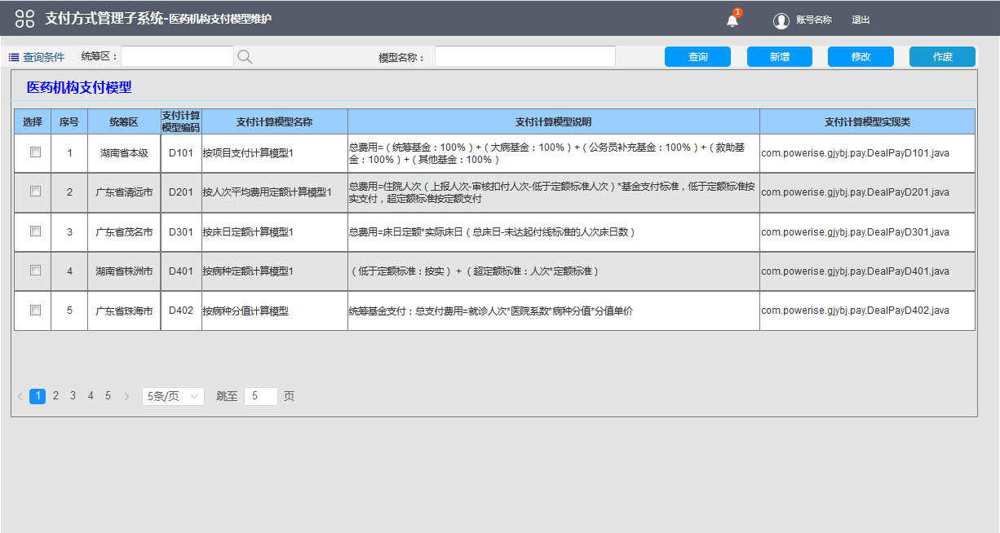 支付方式管理子系统-医药机构支付模型维护
1
账号名称
退出
查询条件
统筹区：
模型名称：
查询
新增
修改
作废
医药机构支付模型
选择
序号
统筹区
支付计算
模型编码
支付计算模型名称
支付计算模型说明
支付计算模型实现类
1
湖南省本级
D101
按项目支付计算模型1
总费用=（统筹基金：100%）+（大病基金：100%）+（公务员补充基金：100%）+（救助基
金：100%）+（其他基金：100%）
com.powerise.gjybj.pay.DealPayD101.java
2
广东省清远市
D201
按人次平均费用定额计算模型1
总费用=住院人次（上报人次-审核扣付人次-低于定额标准人次）*基金支付标准，低于定额标准按
实支付，超定额标准按定额支付
com.powerise.gjybj.pay.DealPayD201.java
3
广东省茂名市
D301
按床日定额计算模型1
总费用=床日定额*实际床日（总床日-未达起付线标准的人次床日数）
com.powerise.gjybj.pay.DealPayD301.java
4
湖南省株洲市
D401
按病种定额计算模型1
（低于定额标准：按实） + （超定额标准：人次*定额标准）
com.powerise.gjybj.pay.DealPayD401.java
5
广东省珠海市
D402
按病种分值计算模型
统筹基金支付；总支付费用=就诊人次*医院系数*病种分值*分值单价
com.powerise.gjybj.pay.DealPayD402.java
1 2 3 4 5
5条/页
跳至
5
页